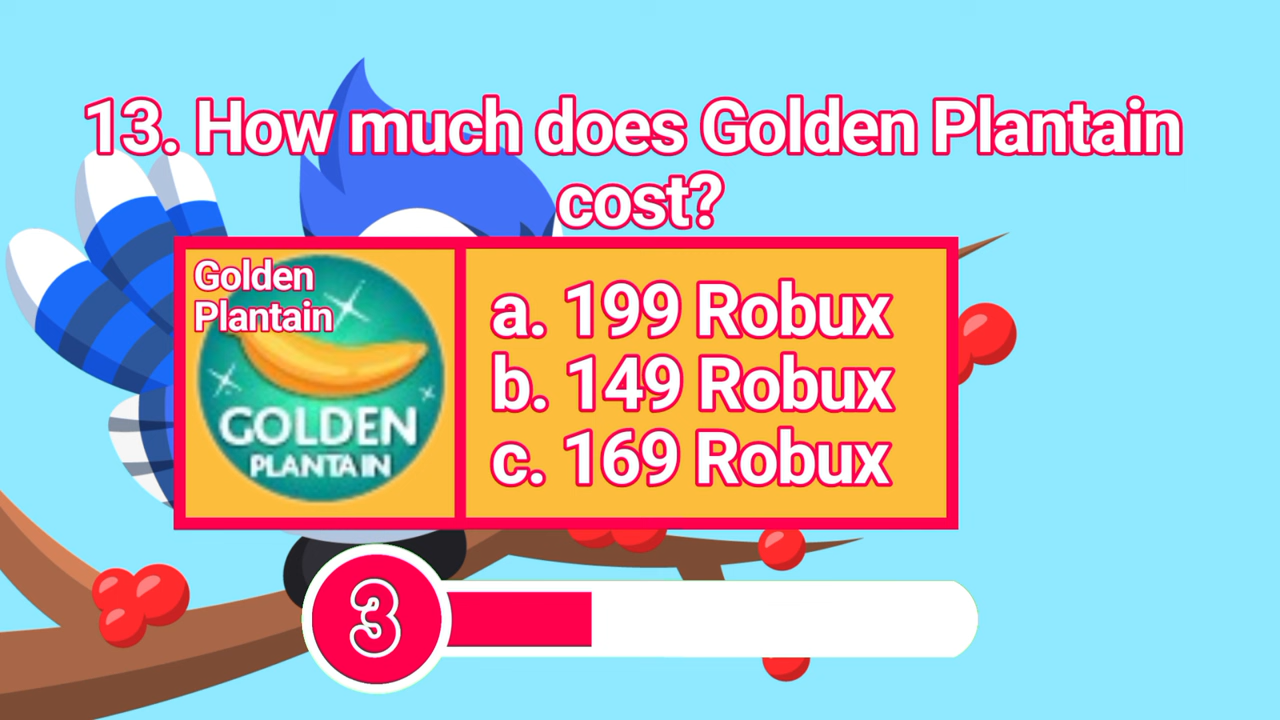 13. How much does Golden Plantain
cost?
Golden
Plantain
GOLDEN
PLANTAIN
a. 199 Robux
b. 149 Robux
c. 169 Robux
3